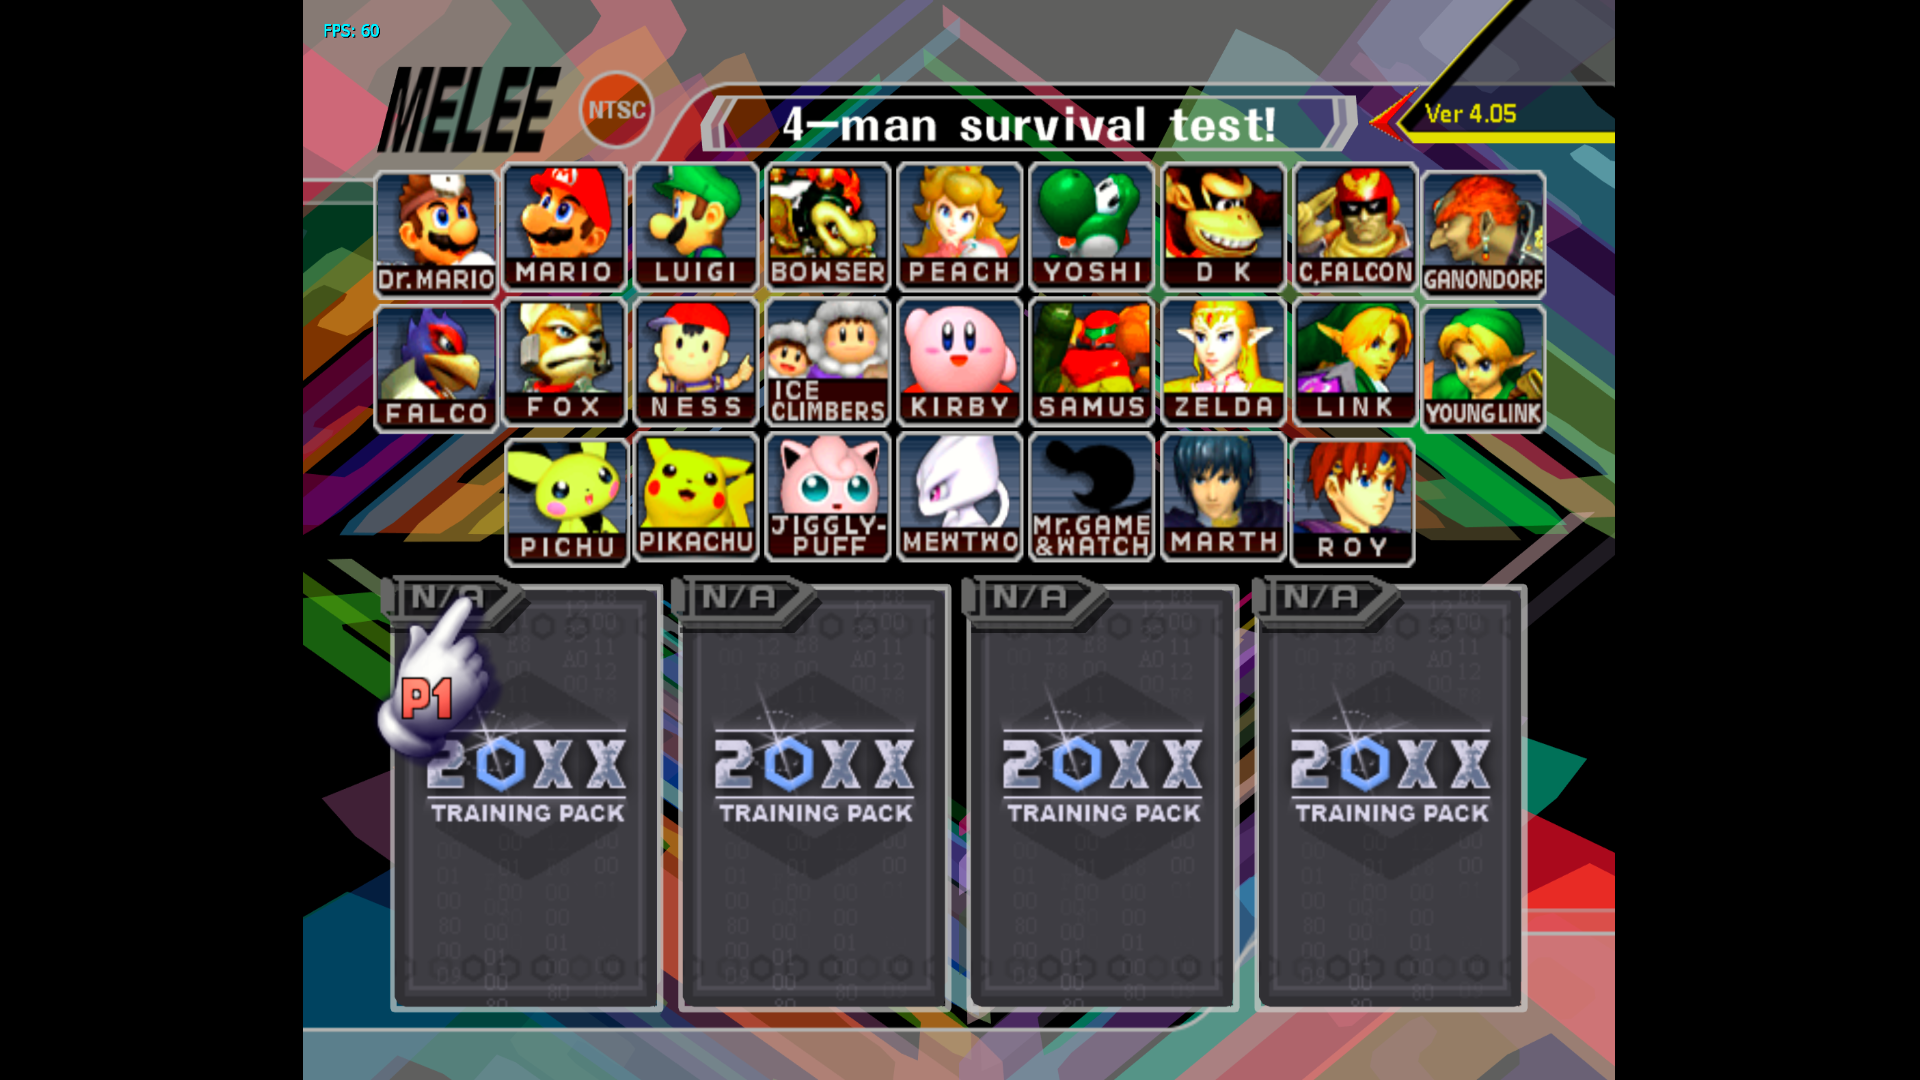 FPS: 60
MELEE
NTSC
4-man survival test!
Ver 4.05
Dr.MARIO
MARIO
LUIGI
BOWSER
PEACH
YOSHI
D K
C.FALCON
GANONDORF
FALCO
FOX
NESS
ICE
CLIMBERS
KIRBY
SAMUS
ZELDA
LINK
YOUNG LINK
PICHU
PIKACHU
JIGGLY-
PUFF
MEWTWO
Mr.GAME
&WATCH
MARTH
ROY
N/A
N/A
N/A
N/A
P1
20XX
TRAINING PACK
20XX
TRAINING PACK
20XX
TRAINING PACK
20XX
TRAINING PACK